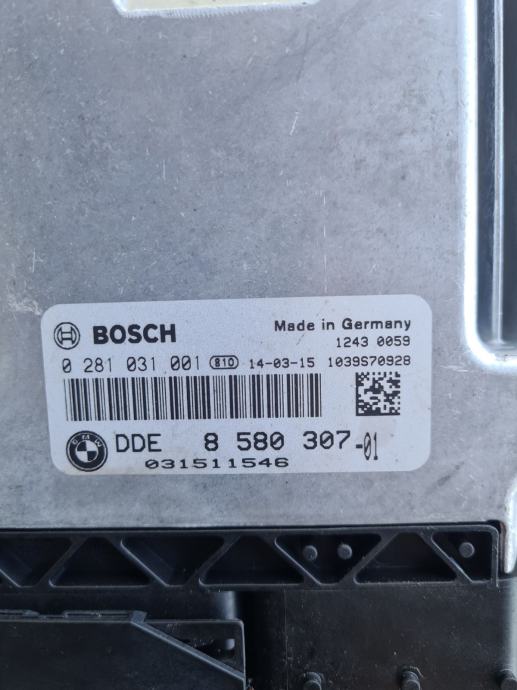 BOSCH Made in Germany
1243 0059
0 281 031 001 810 14-03-15 1039S70928
BMW DDE 8 580 307-01
031511546